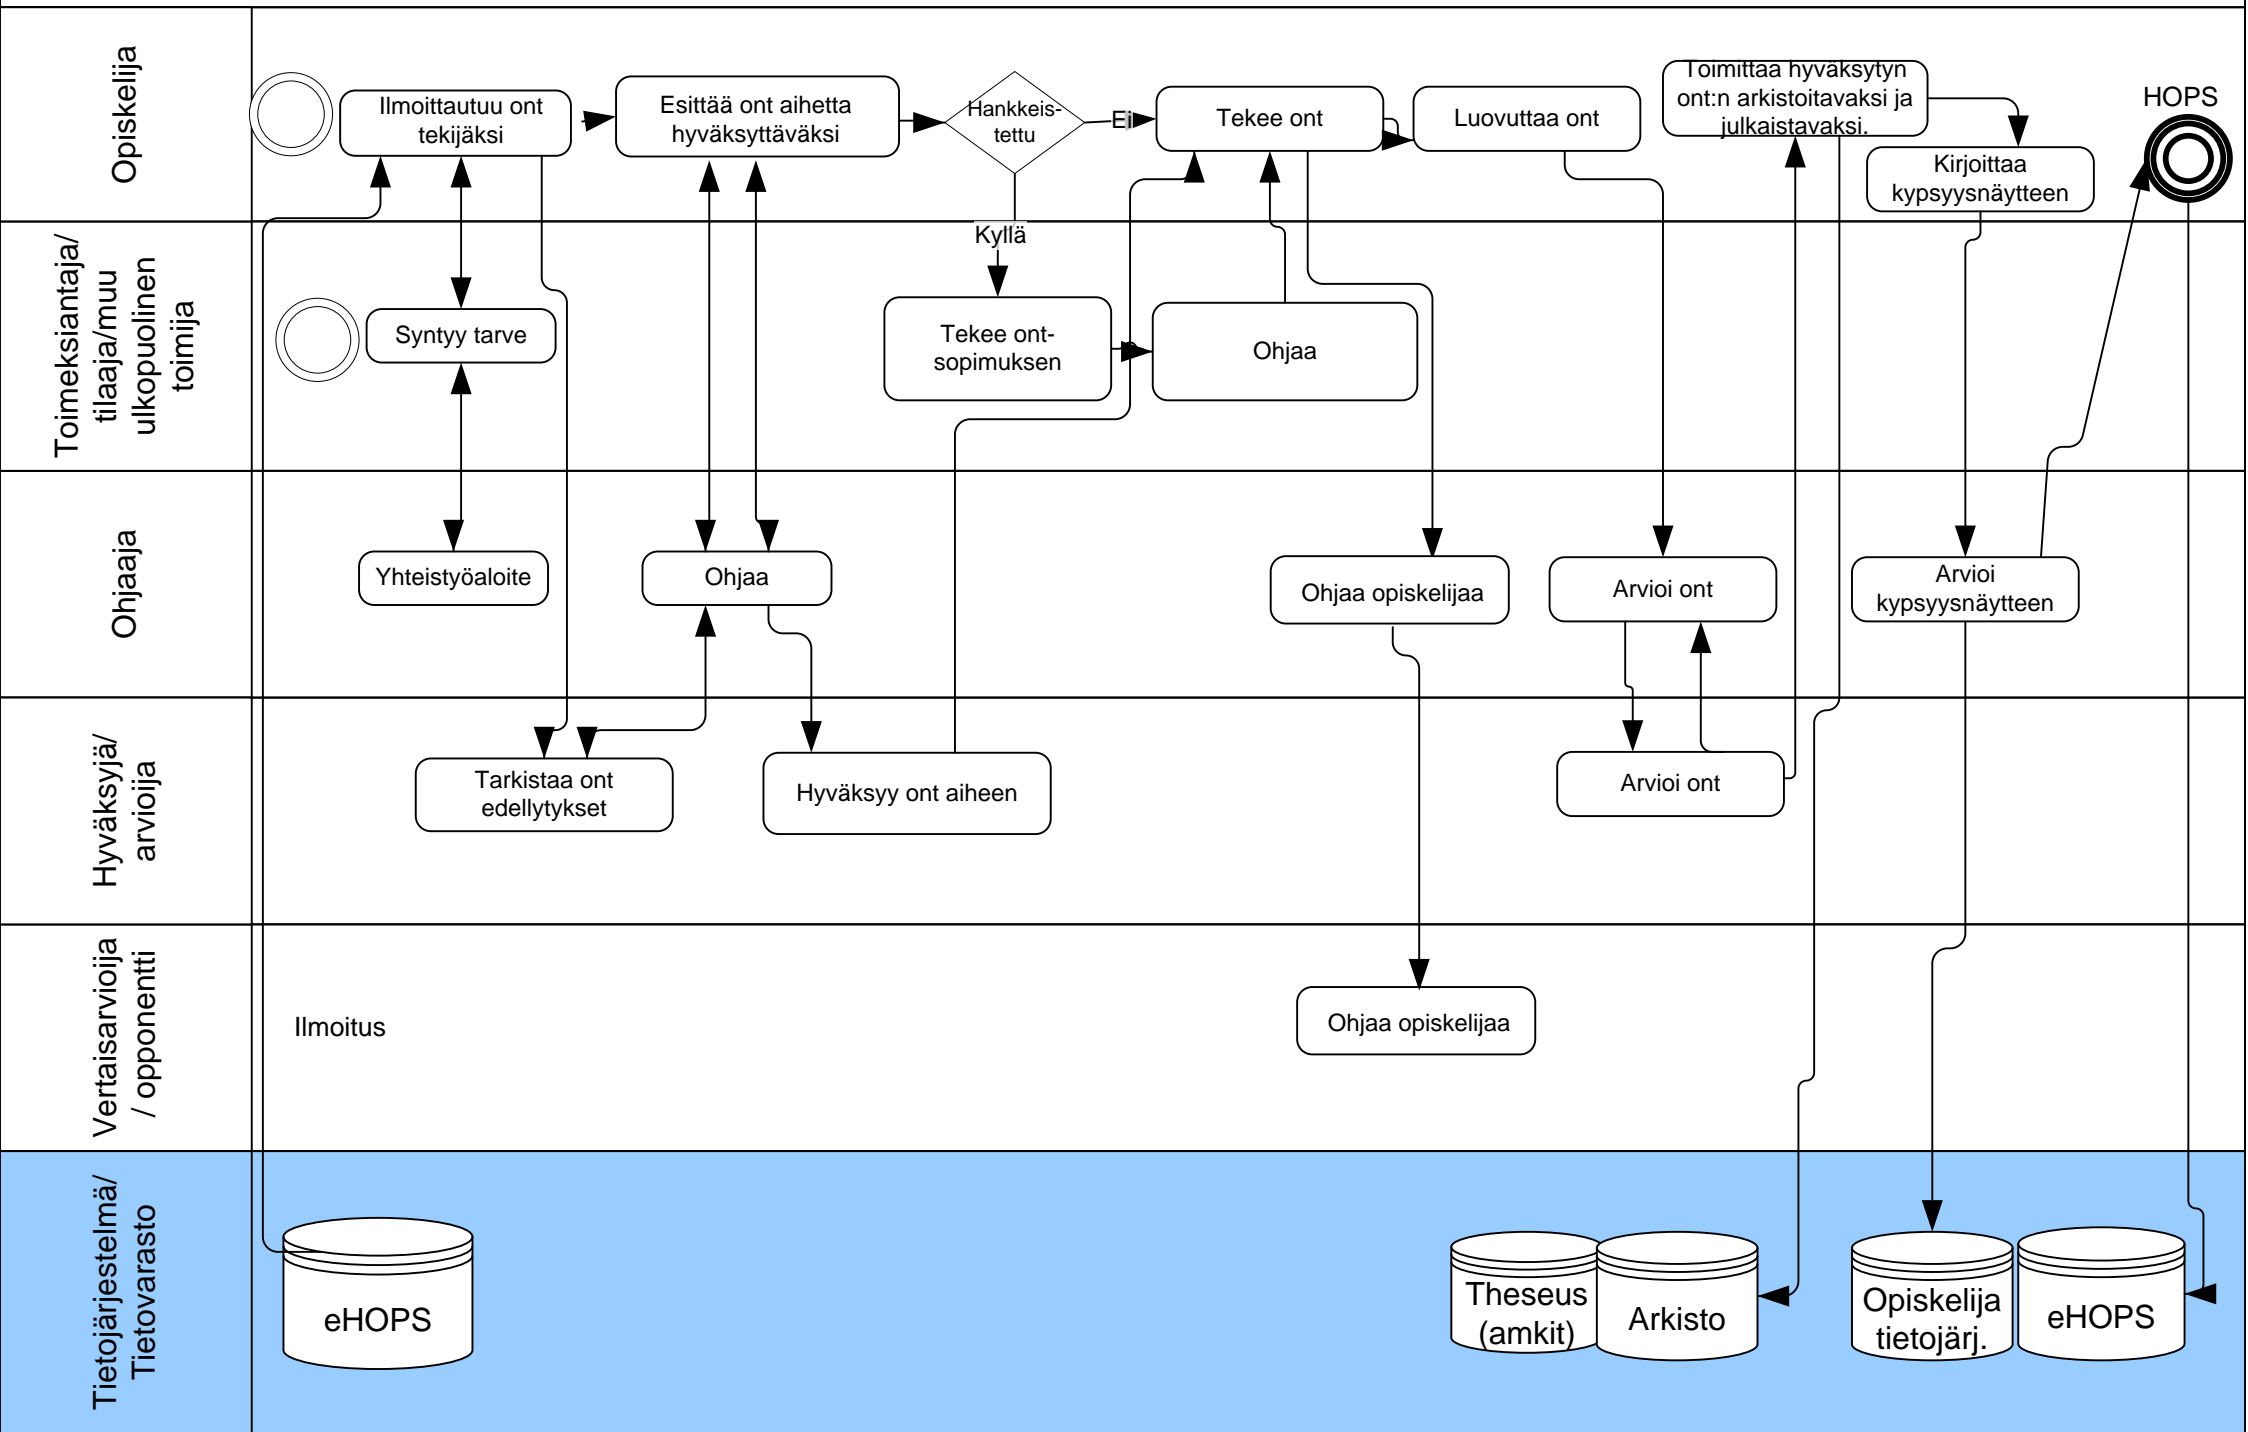 Opiskelija
Ilmoittautuu ont
tekijäksi
Esittää ont aihetta
hyväksyttäväksi
Hankkeis-
tettu
Ei
Tekee ont
Luovuttaa ont
Toimittaa hyväksytyn
ont:n arkistoitavaksi ja
julkaistavaksi.
Kirjoittaa
kypsyysnäytteen
HOPS
Toimeksiantaja/
tilaaja/muu
ulkopuolinen
toimija
Kyllä
Syntyy tarve
Tekee ont-
sopimuksen
Ohjaa
Ohjaaja
Yhteistyöaloite
Ohjaa
Ohjaa opiskelijaa
Arvioi ont
Arvioi
kypsyysnäytteen
Hyväksyjä/
arvioija
Tarkistaa ont
edellytykset
Hyväksyy ont aiheen
Arvioi ont
Vertaisarvioija
/ opponentti
Ilmoitus
Ohjaa opiskelijaa
Tietojärjestelmä/
Tietovarasto
eHOPS
Theseus
(amkit)
Arkisto
Opiskelija
tietojärj.
eHOPS